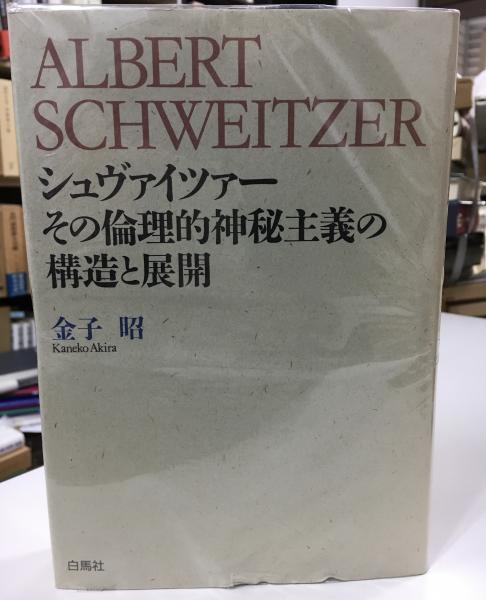 ALBERT
SCHWEITZER
シュヴァイツァー
その倫理的神秘主義の
構造と展開
金子 昭
Kaneko Akira
白馬社